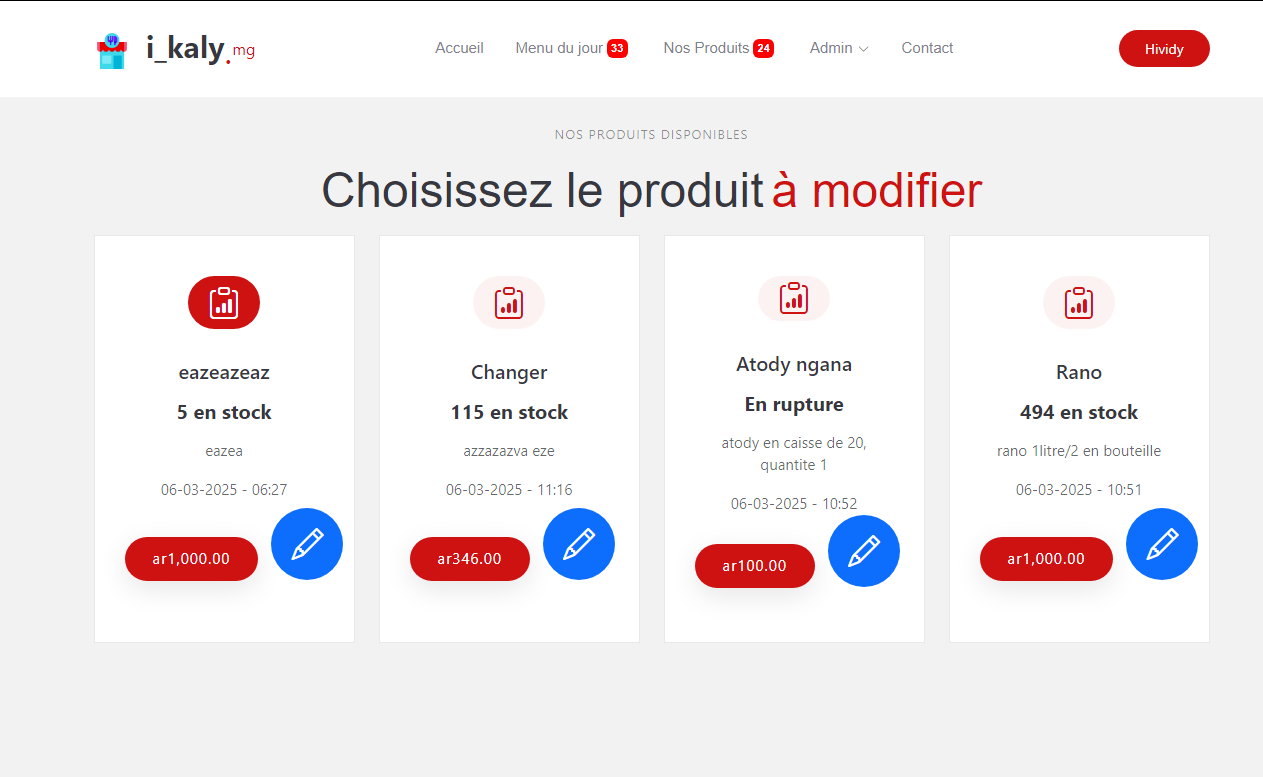 i_kaly.mg
Accueil
Menu du jour 33
Nos Produits 24
Admin
Contact
Hividy
NOS PRODUITS DISPONIBLES
Choisissez le produit à modifier
eazeazeaz
5 en stock
eazea
06-03-2025 - 06:27
ar1,000.00
Changer
115 en stock
azzazazva eze
06-03-2025 - 11:16
ar346.00
Atody ngana
En rupture
atody en caisse de 20,
quantite 1
06-03-2025 - 10:52
ar100.00
Rano
494 en stock
rano 1litre/2 en bouteille
06-03-2025 - 10:51
ar1,000.00